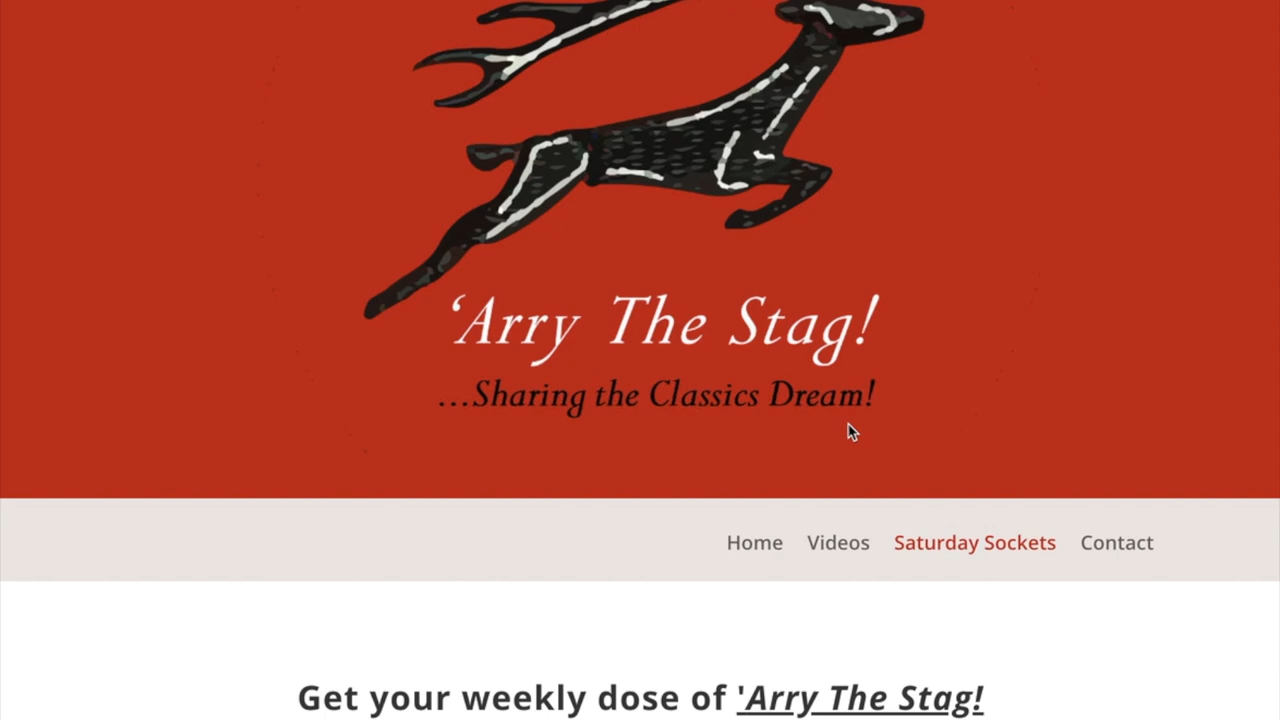 ‘Arry The Stag!
...Sharing the Classics Dream!
Home Videos Saturday Sockets Contact
Get your weekly dose of 'Arry The Stag!